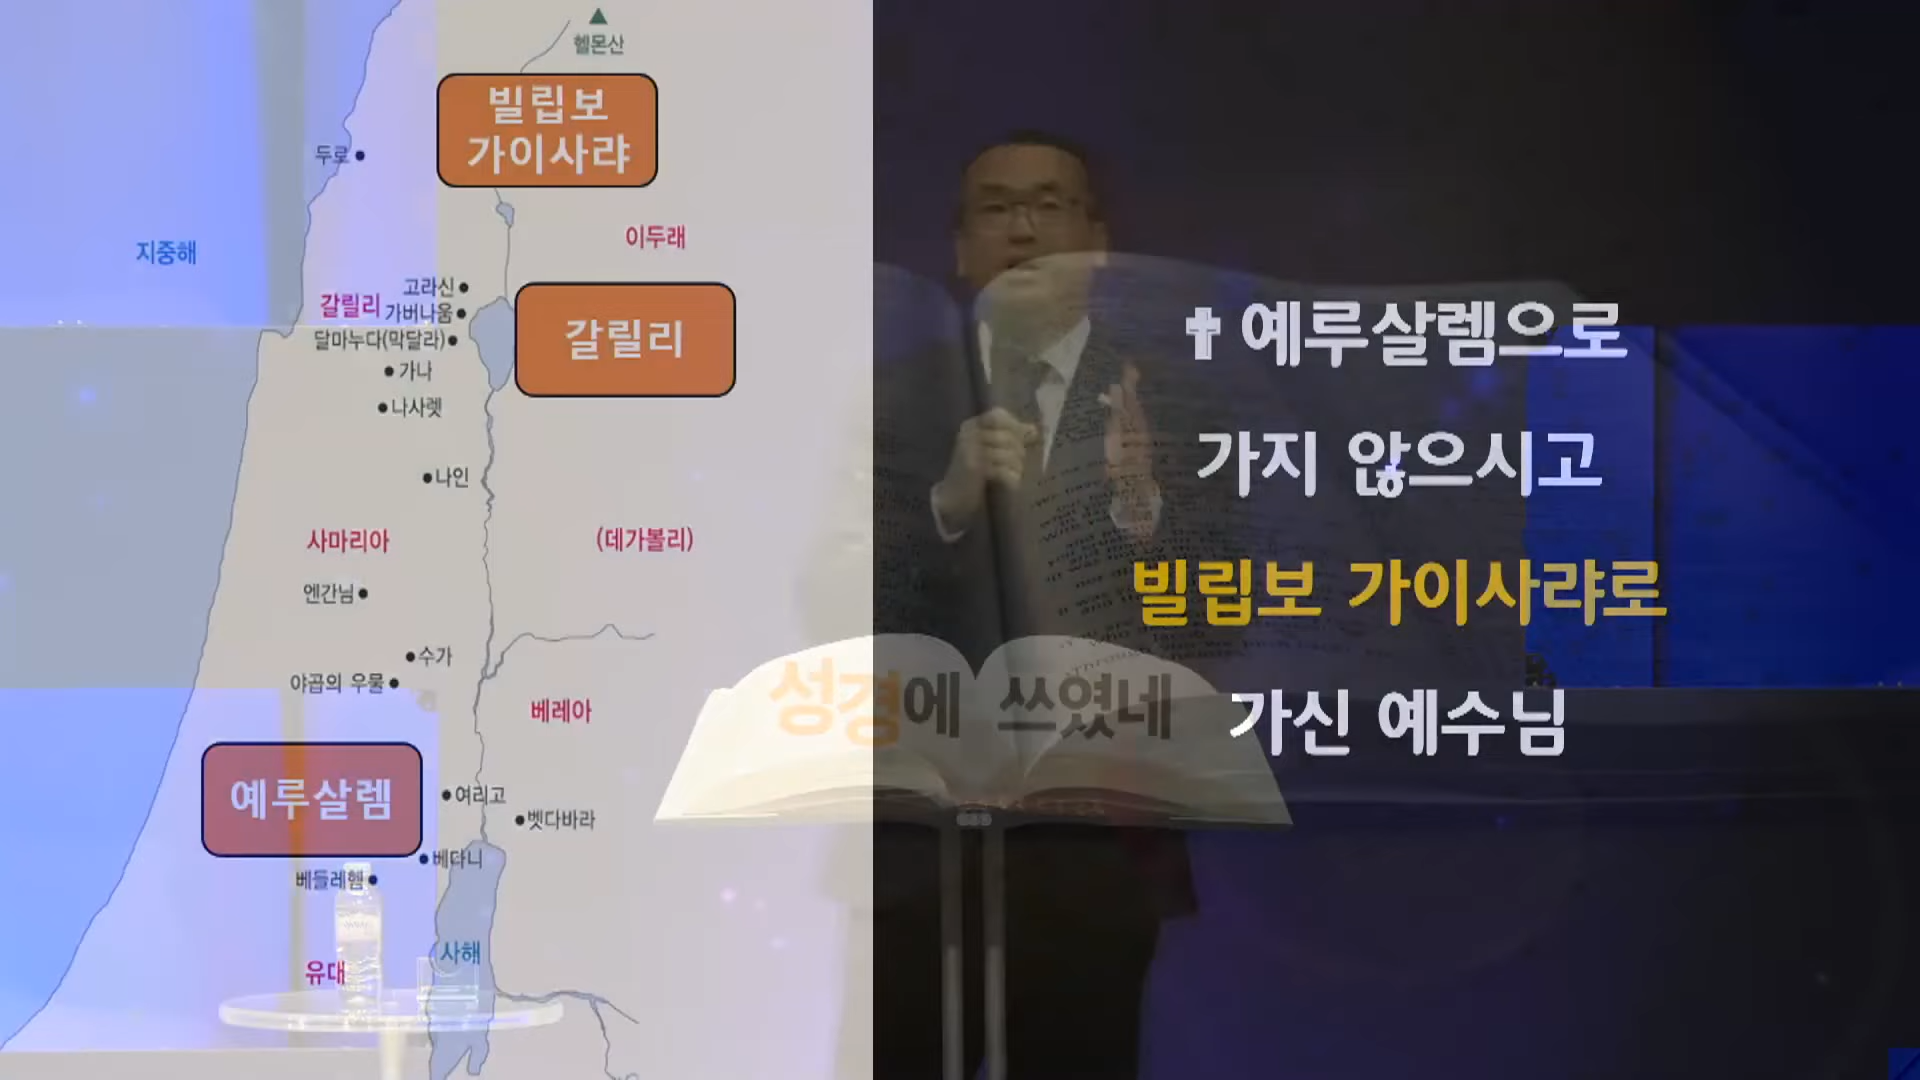 헬몬산
빌립보
가이사랴
두로
지중해
이두래
고라신
갈릴리
가버나움
달마누다(막달라)
갈릴리
가나
나사렛
나인
사마리아
(데가볼리)
엔간님
수가
야곱의 우물
베레아
예루살렘
여리고
벳다바라
베다니
베들레헴
사해
유대
✝ 예루살렘으로
가지 않으시고
빌립보 가이사랴로
가신 예수님
성경에 쓰였네